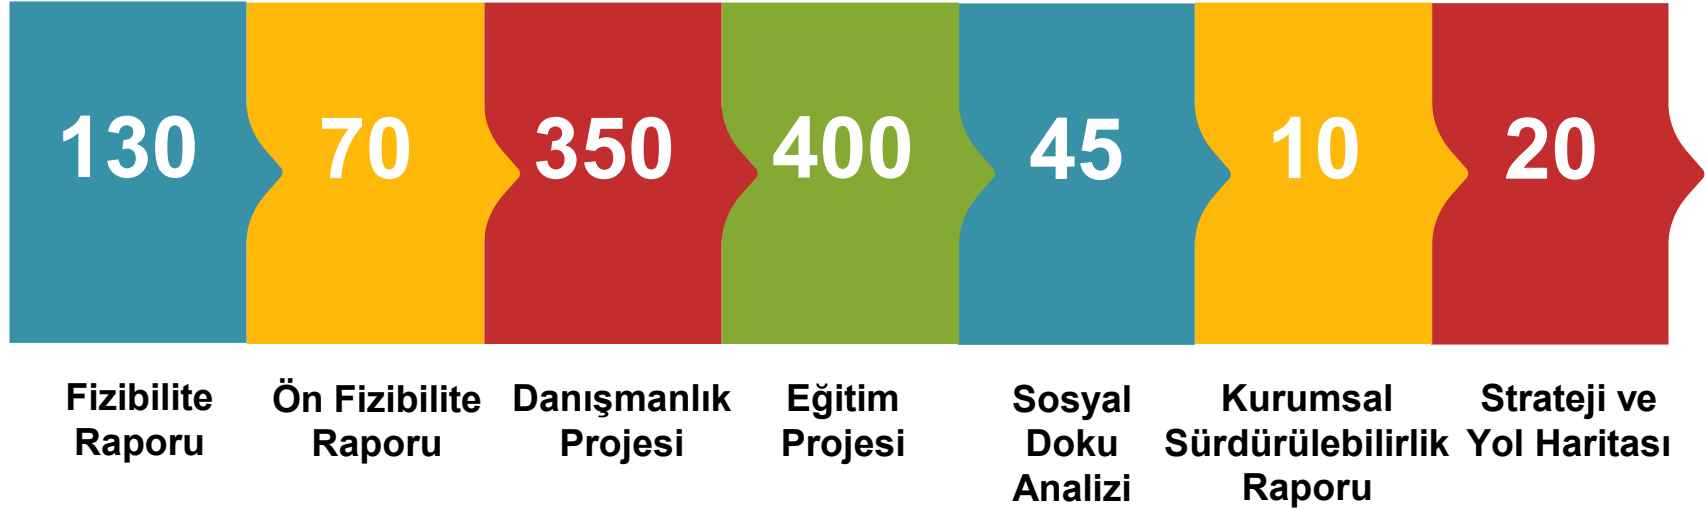 130
70
350
400
45
10
20
Fizibilite
Raporu
Ön Fizibilite
Raporu
Danışmanlık
Projesi
Eğitim
Projesi
Sosyal
Doku
Analizi
Kurumsal
Sürdürülebilirlik
Raporu
Strateji ve
Yol Haritası